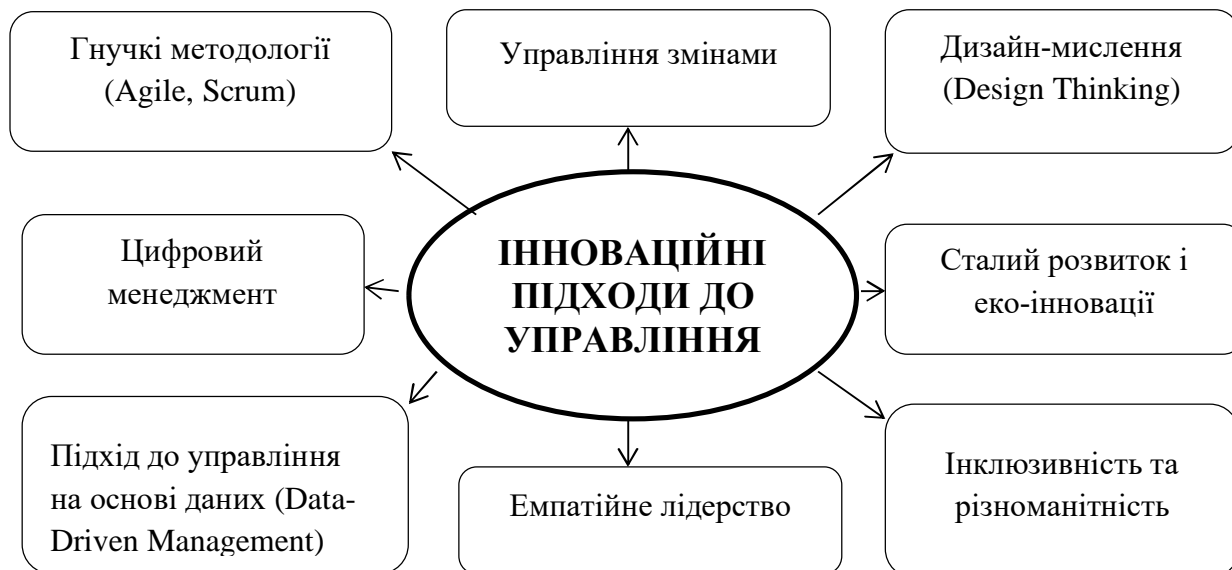 Гнучкі методології
(Agile, Scrum)
Управління змінами
Дизайн-мислення
(Design Thinking)
Цифровий
менеджмент
ІННОВАЦІЙНІ
ПІДХОДИ ДО
УПРАВЛІННЯ
Сталий розвиток і
еко-інновації
Підхід до управління
на основі даних (Data-
Driven Management)
Емпатійне лідерство
Інклюзивність та
різноманітність